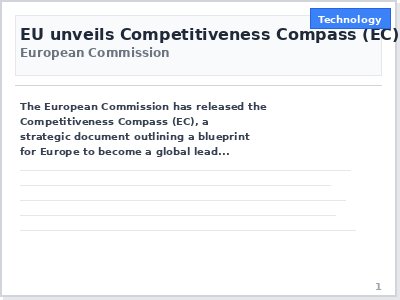 Technology
EU unveils Competitiveness Compass (EC)
European Commission
The European Commission has released the
Competitiveness Compass (EC), a
strategic document outlining a blueprint
for Europe to become a global lead...
1